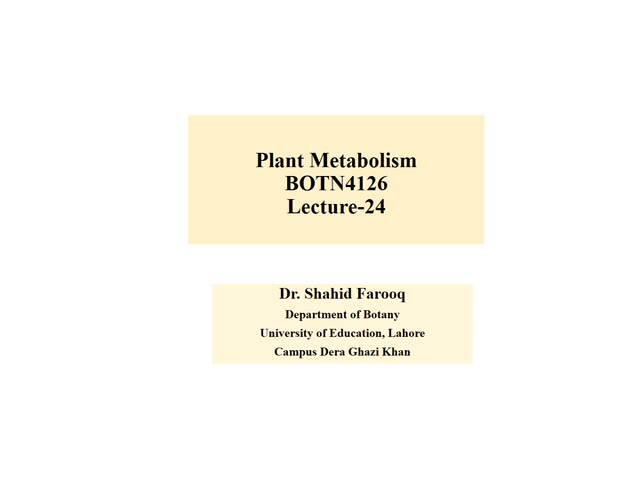 Plant Metabolism
BOTN4126
Lecture-24
Dr. Shahid Farooq
Department of Botany
University of Education, Lahore
Campus Dera Ghazi Khan